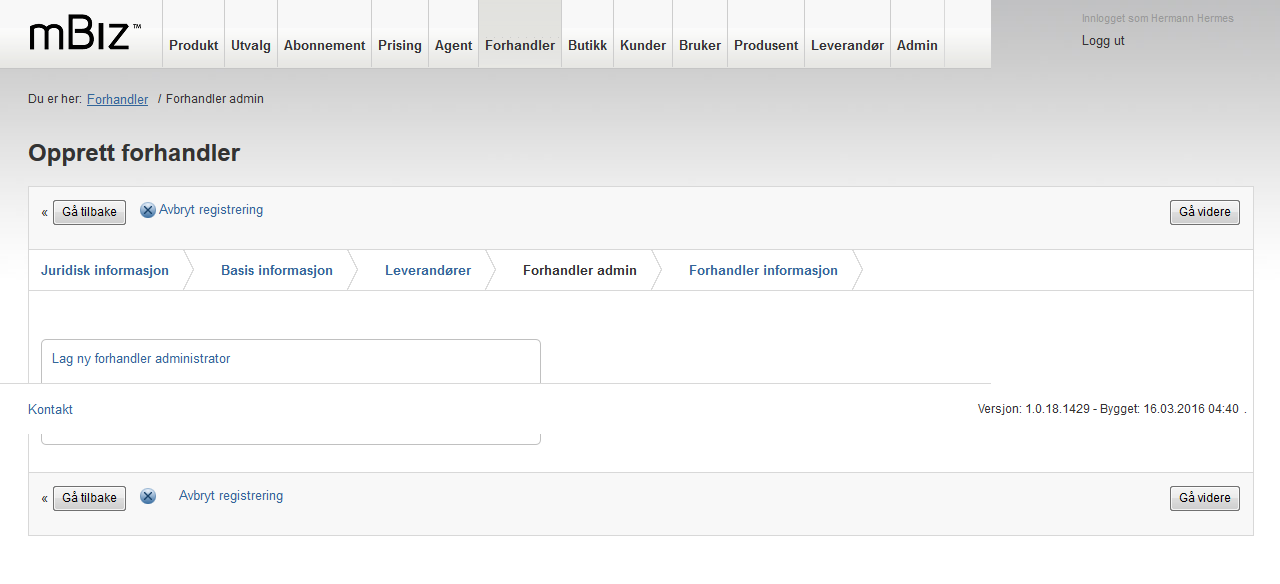 mBIZ™
Produkt Utvalg Abonnement Prising Agent Forhandler Butikk Kunder Bruker Produsent Leverandør Admin
Innlogget som Hermann Hermes
Logg ut
Du er her: Forhandler / Forhandler admin
Opprett forhandler
« Gå tilbake Avbryt registrering Gå videre
Juridisk informasjon Basis informasjon Leverandører Forhandler admin Forhandler informasjon
Lag ny forhandler administrator
Kontakt Versjon: 1.0.18.1429 - Bygget: 16.03.2016 04:40 .
« Gå tilbake Avbryt registrering Gå videre